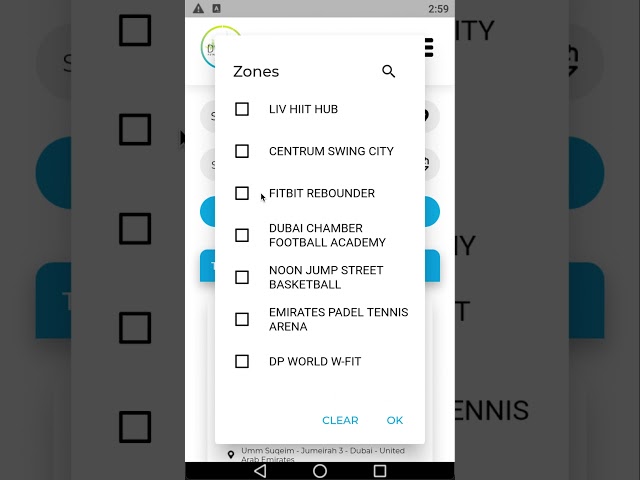 2:59
Zones
LIV HIIT HUB
CENTRUM SWING CITY
FITBIT REBOUNDER
DUBAI CHAMBER
FOOTBALL ACADEMY
NOON JUMP STREET
BASKETBALL
EMIRATES PADEL TENNIS
ARENA
DP WORLD W-FIT
CLEAR
OK
Umm Suqeim - Jumeirah 3 - Dubai - United
Arab Emirates
ITY
ENNIS